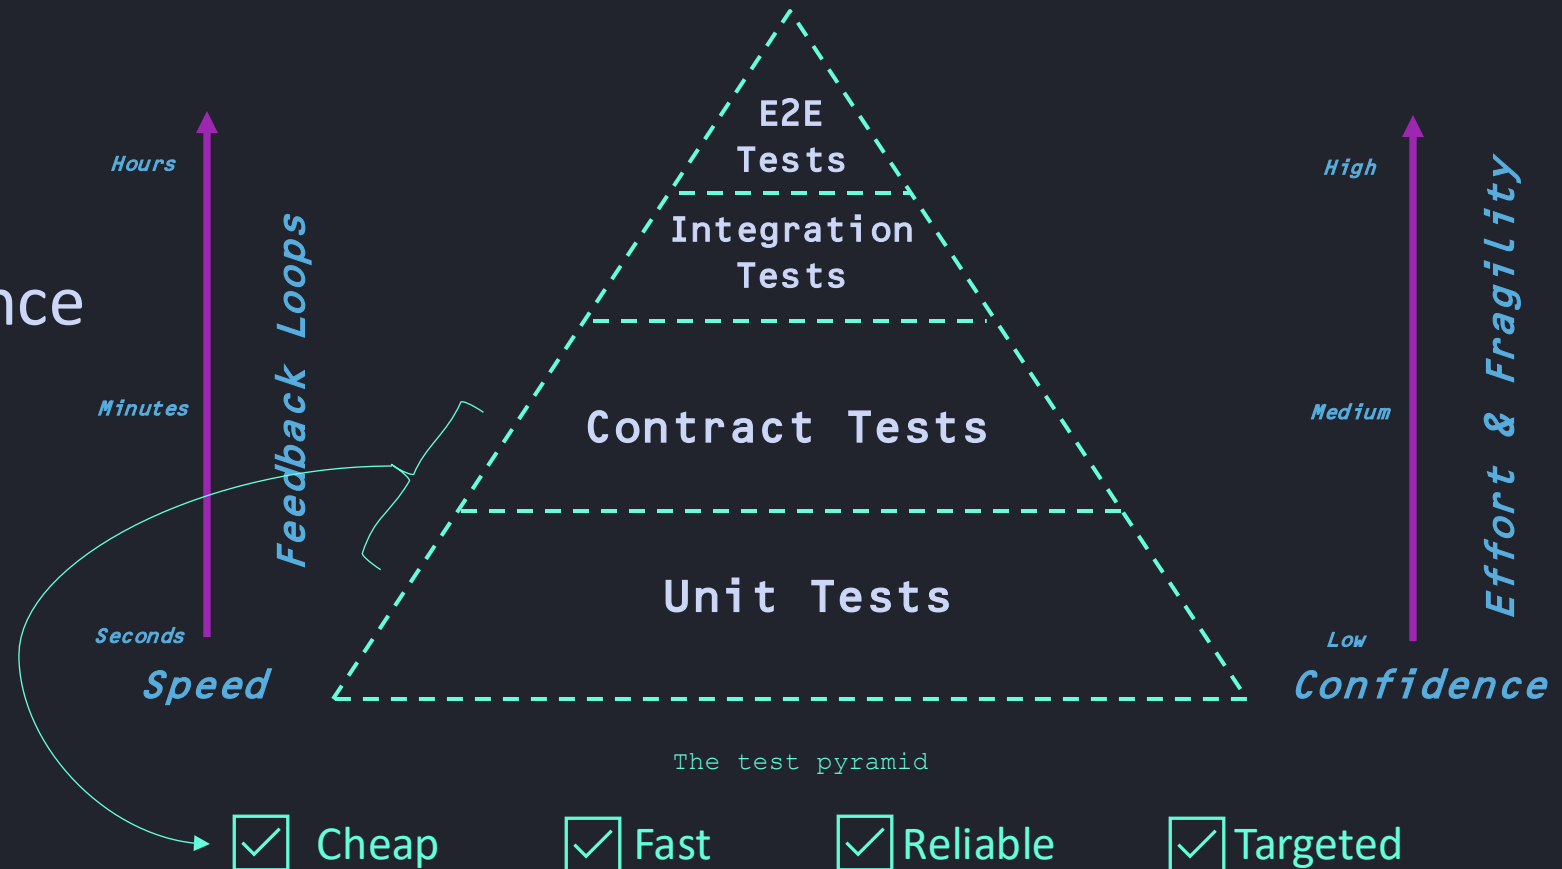 E2E
Tests
Integration
Tests
Contract Tests
Unit Tests
Hours
Minutes
Seconds
Feedback Loops
Speed
High
Medium
Low
Effort & Fragility
Confidence
The test pyramid
Cheap
Fast
Reliable
Targeted